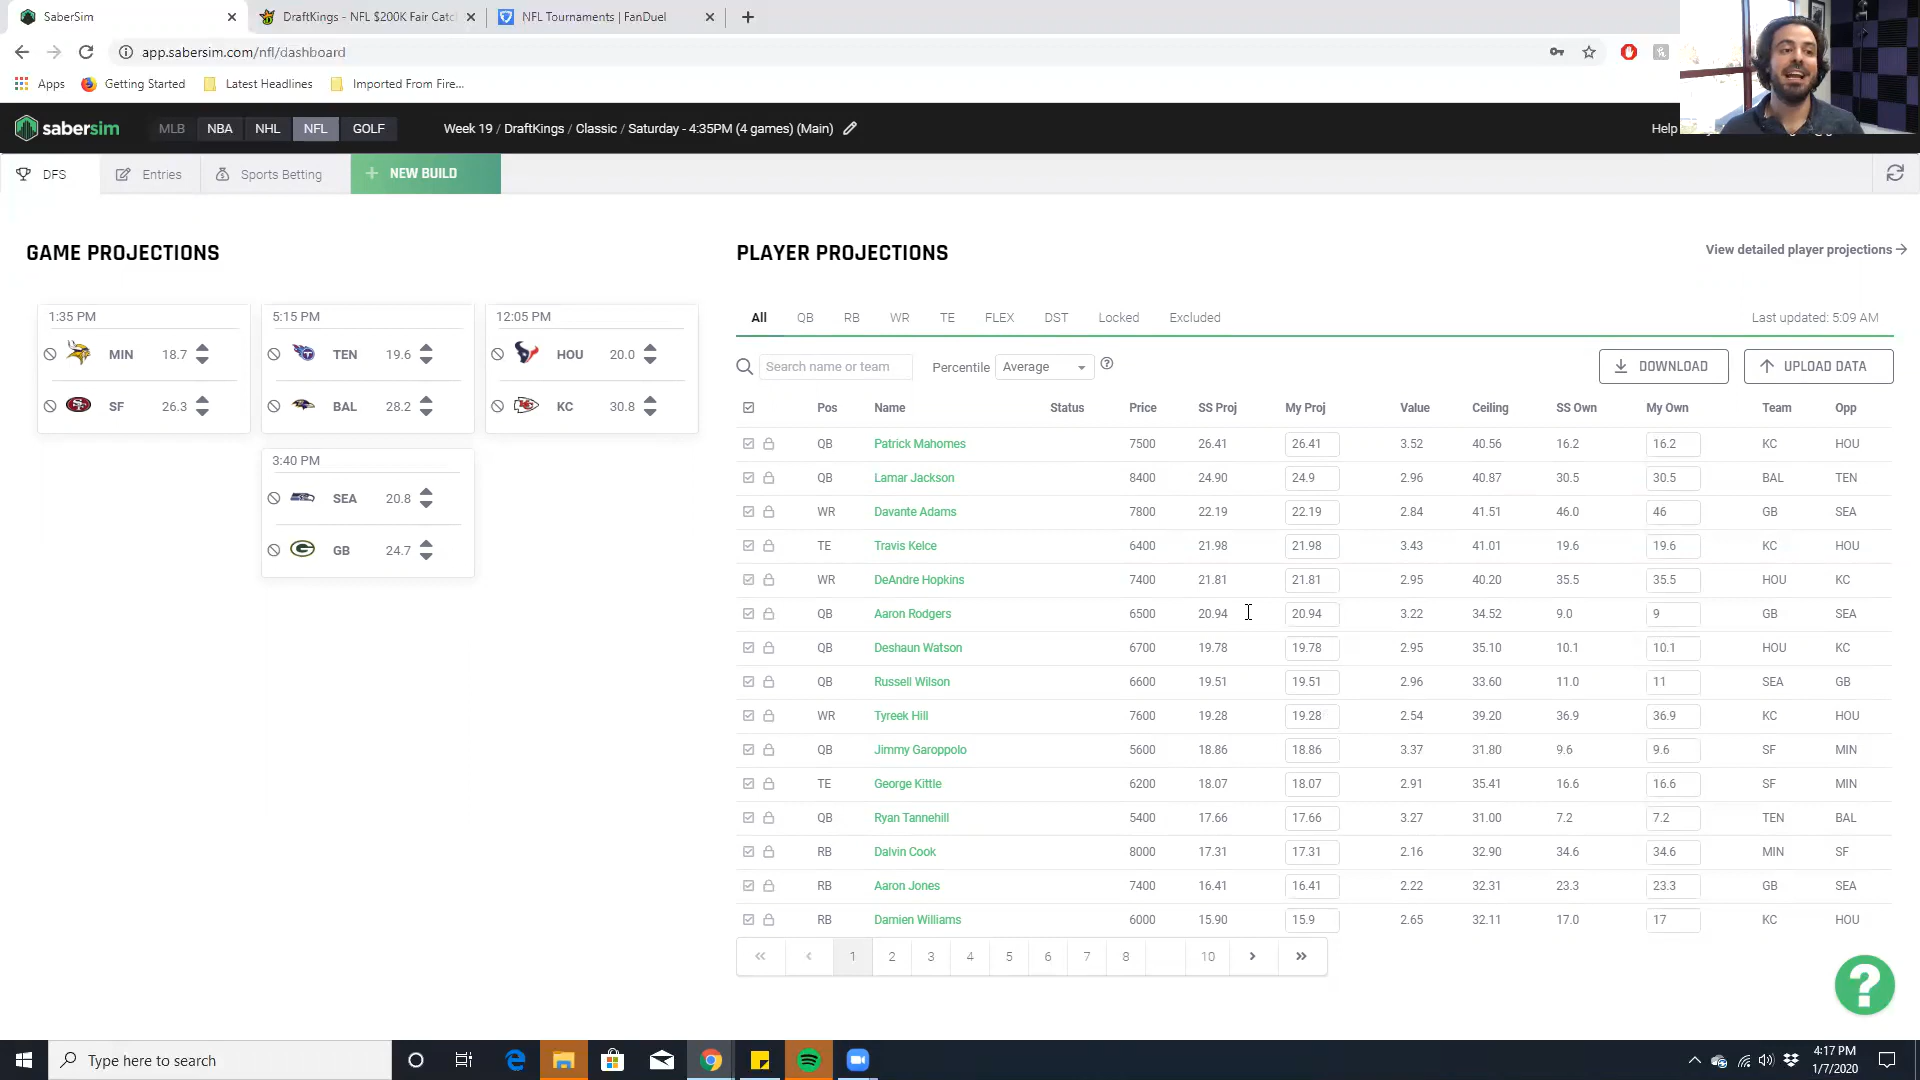 SaberSim
DraftKings - NFL $200K Fair Catc
NFL Tournaments | FanDuel
app.sabersim.com/nfl/dashboard
Apps
Getting Started
Latest Headlines
Imported From Fire...
sabersim
MLB
NBA
NHL
NFL
GOLF
Week 19 / DraftKings / Classic / Saturday - 4:35PM (4 games) (Main)
Help
DFS
Entries
Sports Betting
+ NEW BUILD
GAME PROJECTIONS
1:35 PM
MIN 18.7
SF 26.3
5:15 PM
TEN 19.6
BAL 28.2
12:05 PM
HOU 20.0
KC 30.8
3:40 PM
SEA 20.8
GB 24.7
PLAYER PROJECTIONS
View detailed player projections
All QB RB WR TE FLEX DST Locked Excluded
Last updated: 5:09 AM
Search name or team
Percentile Average
DOWNLOAD
UPLOAD DATA
Pos Name Status Price SS Proj My Proj Value Ceiling SS Own My Own Team Opp
QB Patrick Mahomes 7500 26.41 26.41 3.52 40.56 16.2 16.2 KC HOU
QB Lamar Jackson 8400 24.90 24.9 2.96 40.87 30.5 30.5 BAL TEN
WR Davante Adams 7800 22.19 22.19 2.84 41.51 46.0 46 GB SEA
TE Travis Kelce 6400 21.98 21.98 3.43 41.01 19.6 19.6 KC HOU
WR DeAndre Hopkins 7400 21.81 21.81 2.95 40.20 35.5 35.5 HOU KC
QB Aaron Rodgers 6500 20.94 20.94 3.22 34.52 9.0 9 GB SEA
QB Deshaun Watson 6700 19.78 19.78 2.95 35.10 10.1 10.1 HOU KC
QB Russell Wilson 6600 19.51 19.51 2.96 33.60 11.0 11 SEA GB
WR Tyreek Hill 7600 19.28 19.28 2.54 39.20 36.9 36.9 KC HOU
QB Jimmy Garoppolo 5600 18.86 18.86 3.37 31.80 9.6 9.6 SF MIN
TE George Kittle 6200 18.07 18.07 2.91 35.41 16.6 16.6 SF MIN
QB Ryan Tannehill 5400 17.66 17.66 3.27 31.00 7.2 7.2 TEN BAL
RB Dalvin Cook 8000 17.31 17.31 2.16 32.90 34.6 34.6 MIN SF
RB Aaron Jones 7400 16.41 16.41 2.22 32.31 23.3 23.3 GB SEA
RB Damien Williams 6000 15.90 15.9 2.65 32.11 17.0 17 KC HOU
« ‹ 1 2 3 4 5 6 7 8 10 › »
?
Type here to search
4:17 PM
1/7/2020